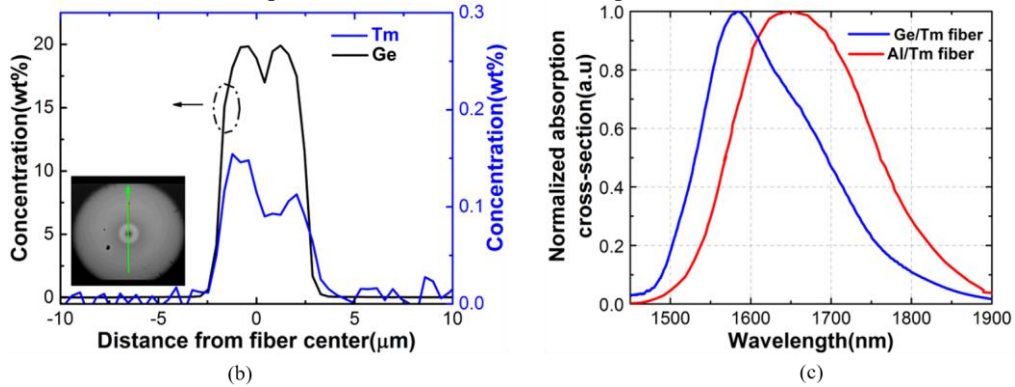 20
15
10
5
0
Concentration(wt%)
-10
-5
0
5
10
Distance from fiber center(μm)
0.3
0.2
0.1
0.0
Concentration(wt%)
Tm
Ge
(b)
1.0
0.8
0.6
0.4
0.2
0.0
Normalized absorption
cross-section(a.u)
1500
1600
1700
1800
1900
Wavelength(nm)
Ge/Tm fiber
Al/Tm fiber
(c)